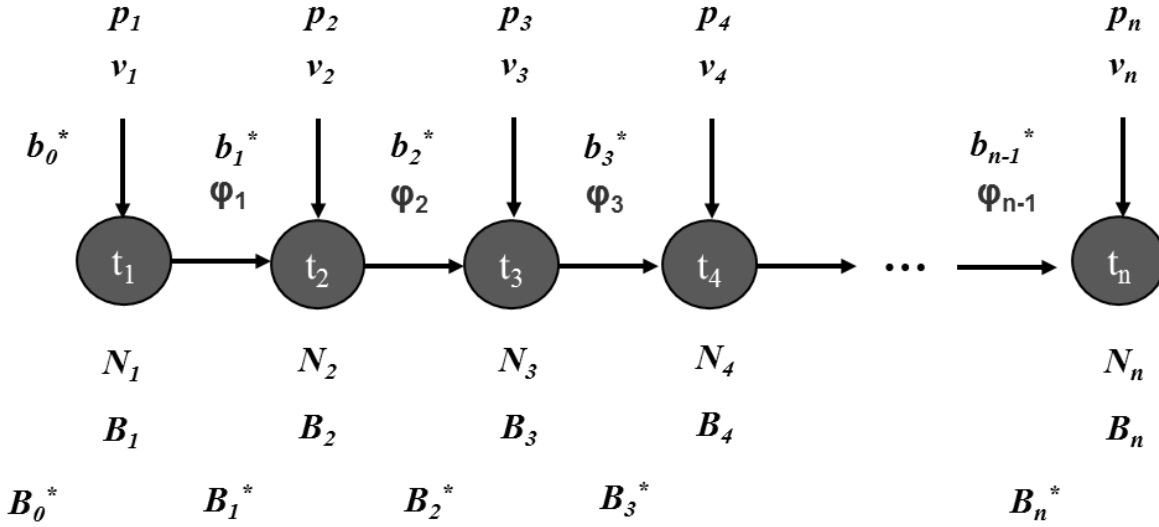 p₁ p₂ p₃ p₄ pₙ
v₁ v₂ v₃ v₄ vₙ
b₀* b₁* b₂* b₃* bₙ₋₁*
φ₁ φ₂ φ₃ φₙ₋₁
t₁ t₂ t₃ t₄ ... tₙ
N₁ N₂ N₃ N₄ Nₙ
B₁ B₂ B₃ B₄ Bₙ
B₀* B₁* B₂* B₃* Bₙ*